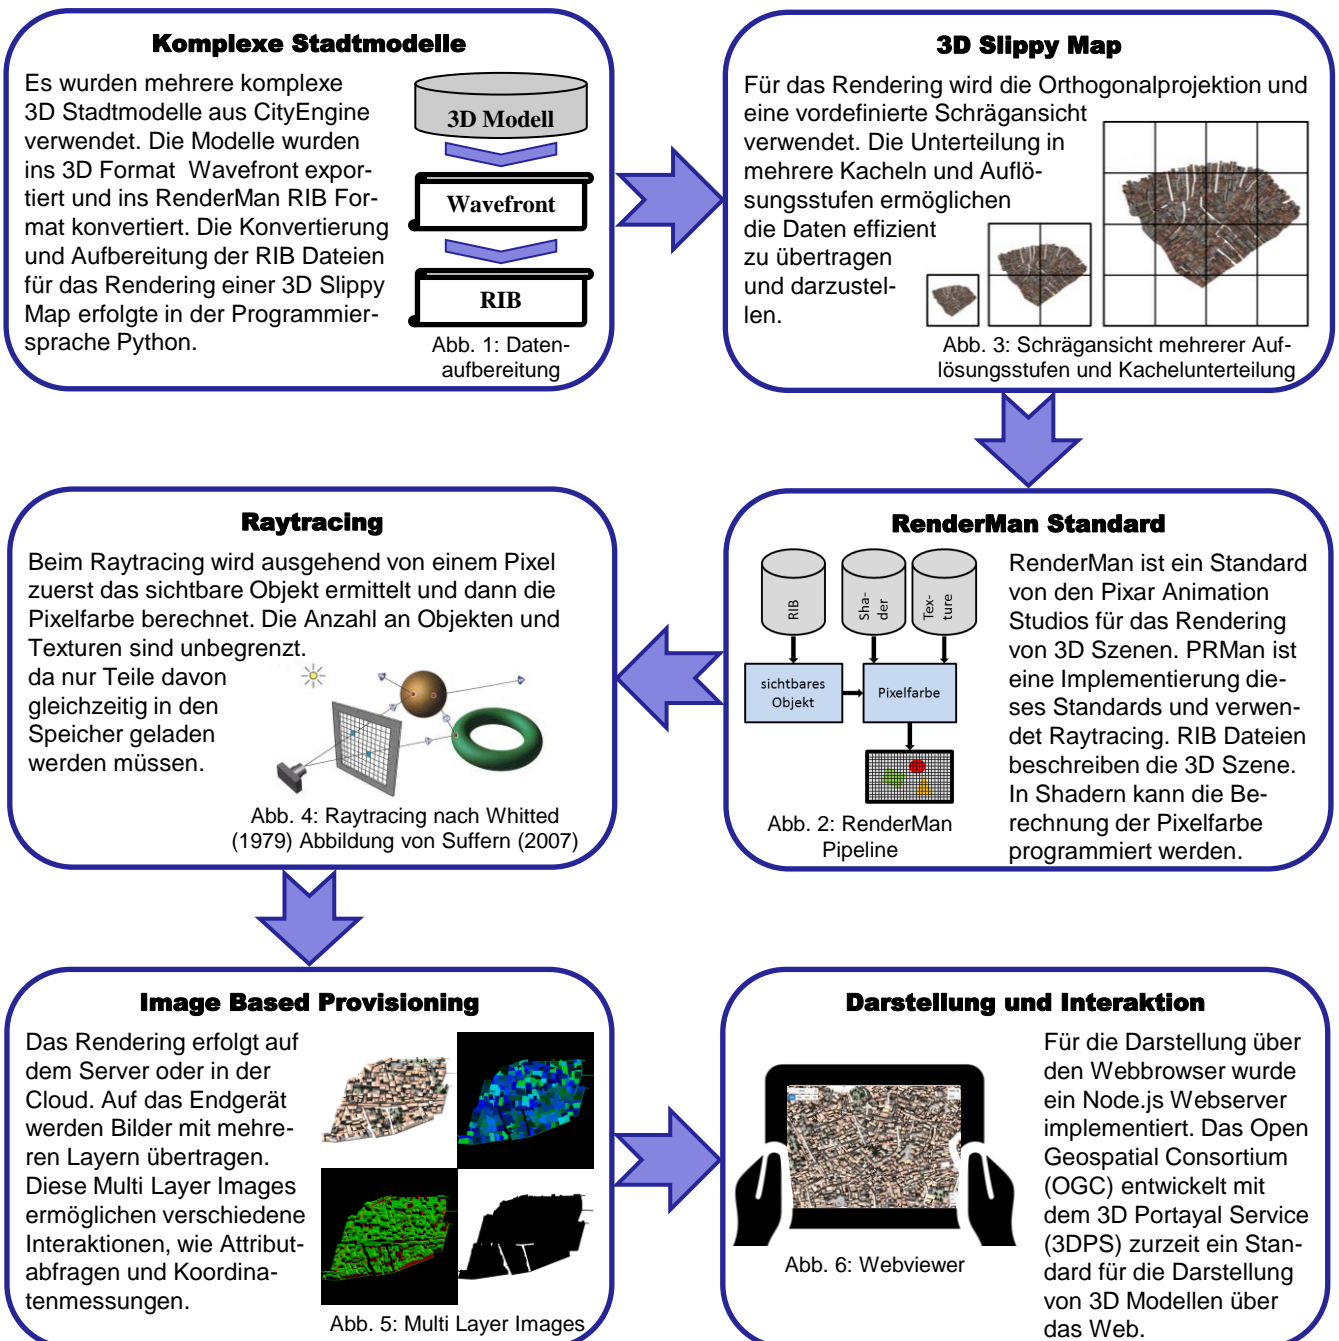 Komplexe Stadtmodelle
Es wurden mehrere komplexe
3D Stadtmodelle aus CityEngine
verwendet. Die Modelle wurden
ins 3D Format Wavefront expor-
tiert und ins RenderMan RIB For-
mat konvertiert. Die Konvertierung
und Aufbereitung der RIB Dateien
für das Rendering einer 3D Slippy
Map erfolgte in der Programmier-
sprache Python.
3D Modell
Wavefront
RIB
Abb. 1: Daten-
aufbereitung
3D Slippy Map
Für das Rendering wird die Orthogonalprojektion und
eine vordefinierte Schrägansicht
verwendet. Die Unterteilung in
mehrere Kacheln und Auflö-
sungsstufen ermöglichen
die Daten effizient
zu übertragen
und darzustel-
len.
Abb. 3: Schrägansicht mehrerer Auf-
lösungsstufen und Kachelunterteilung
Raytracing
Beim Raytracing wird ausgehend von einem Pixel
zuerst das sichtbare Objekt ermittelt und dann die
Pixelfarbe berechnet. Die Anzahl an Objekten und
Texturen sind unbegrenzt.
da nur Teile davon
gleichzeitig in den
Speicher geladen
werden müssen.
Abb. 4: Raytracing nach Whitted
(1979) Abbildung von Suffern (2007)
RenderMan Standard
RIB
Sha-
der
Tex-
ture
sichtbares
Objekt
Pixelfarbe
Abb. 2: RenderMan
Pipeline
RenderMan ist ein Standard
von den Pixar Animation
Studios für das Rendering
von 3D Szenen. PRMan ist
eine Implementierung die-
ses Standards und verwen-
det Raytracing. RIB Dateien
beschreiben die 3D Szene.
In Shadern kann die Be-
rechnung der Pixelfarbe
programmiert werden.
Image Based Provisioning
Das Rendering erfolgt auf
dem Server oder in der
Cloud. Auf das Endgerät
werden Bilder mit mehre-
ren Layern übertragen.
Diese Multi Layer Images
ermöglichen verschiedene
Interaktionen, wie Attribut-
abfragen und Koordina-
tenmessungen.
Abb. 5: Multi Layer Images
Darstellung und Interaktion
Abb. 6: Webviewer
Für die Darstellung über
den Webbrowser wurde
ein Node.js Webserver
implementiert. Das Open
Geospatial Consortium
(OGC) entwickelt mit
dem 3D Portayal Service
(3DPS) zurzeit ein Stan-
dard für die Darstellung
von 3D Modellen über
das Web.